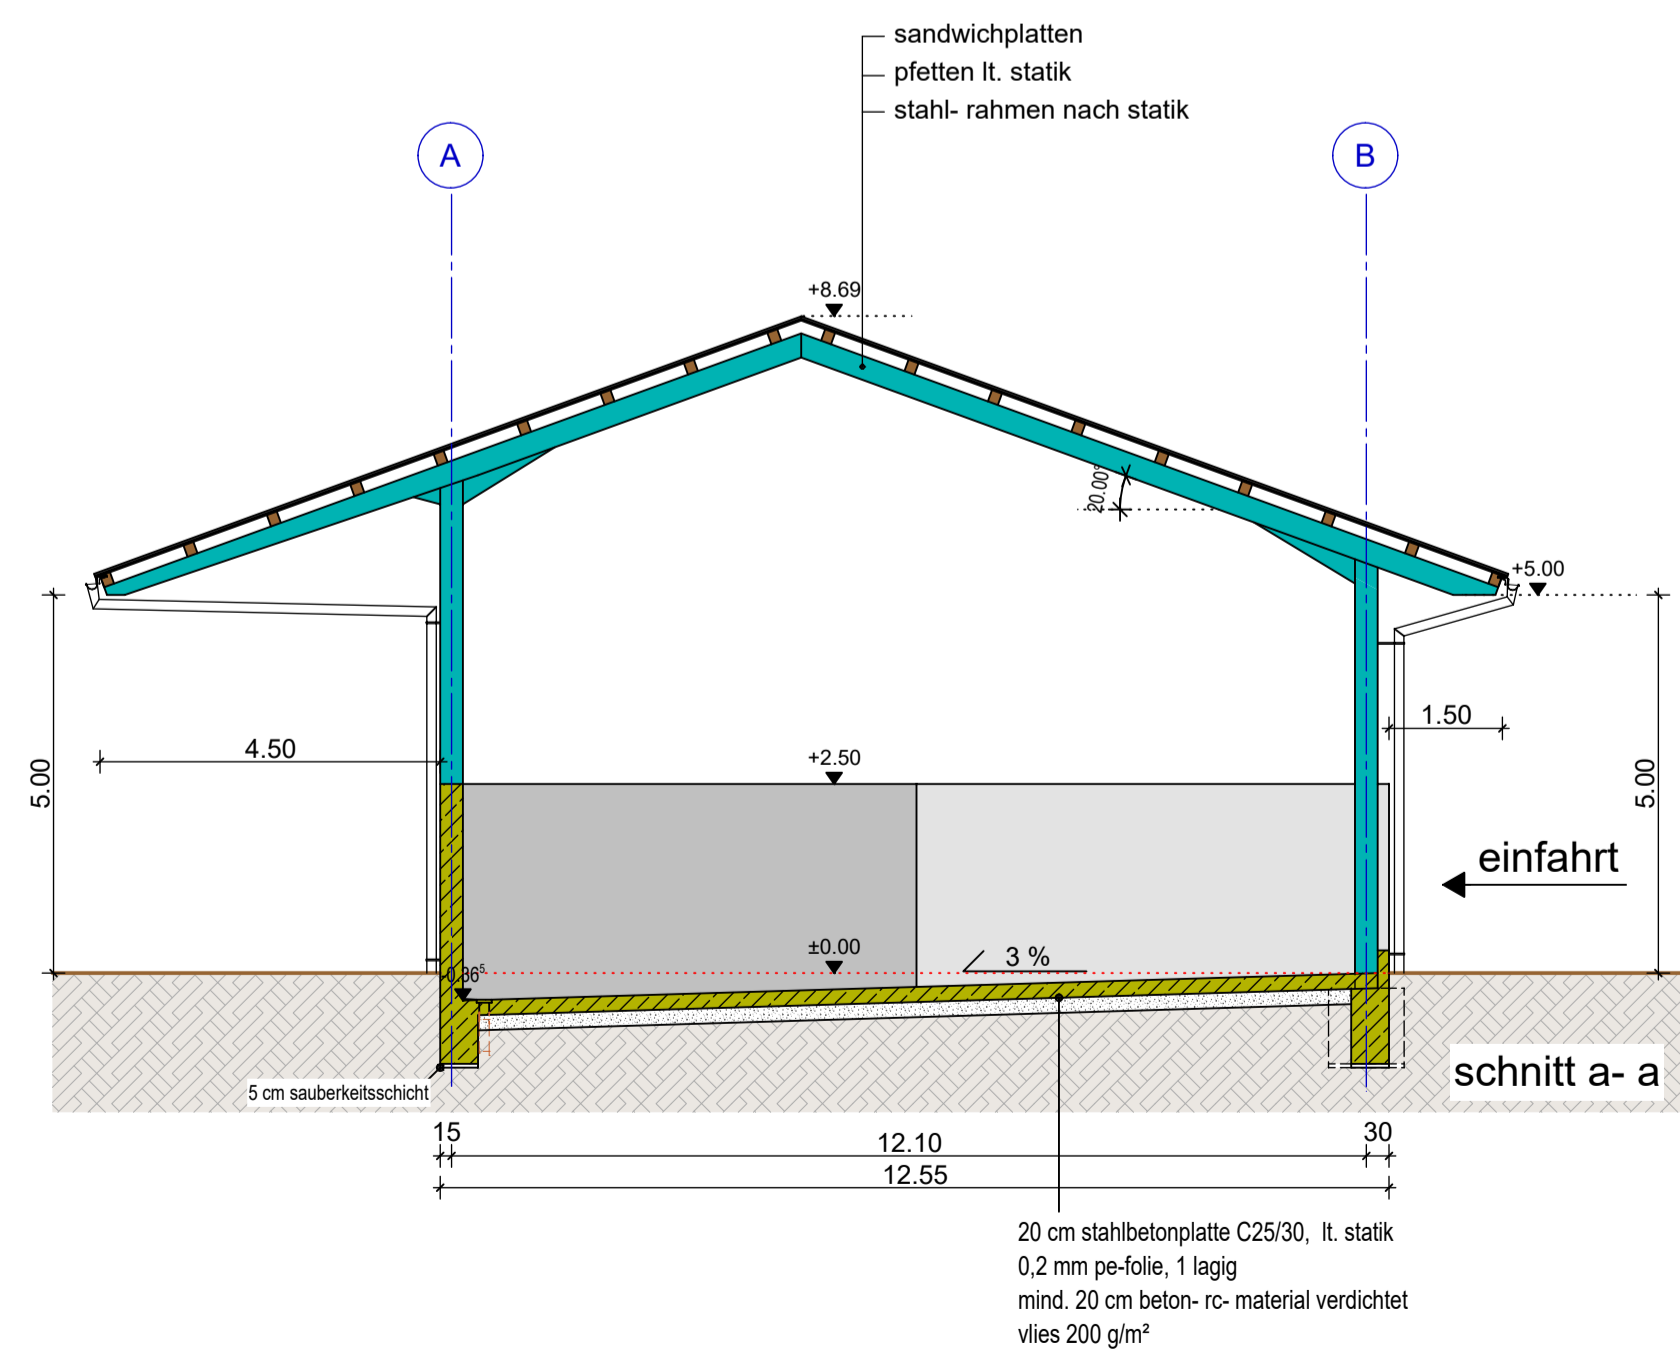 sandwichplatten
pfetten lt. statik
stahl- rahmen nach statik
A
B
+8.69
20.00°
+5.00
4.50
1.50
5.00
5.00
+2.50
einfahrt
±0.00
3 %
-0.36⁵
5 cm sauberkeitsschicht
schnitt a- a
15
12.10
30
12.55
20 cm stahlbetonplatte C25/30, lt. statik
0,2 mm pe-folie, 1 lagig
mind. 20 cm beton- rc- material verdichtet
vlies 200 g/m²